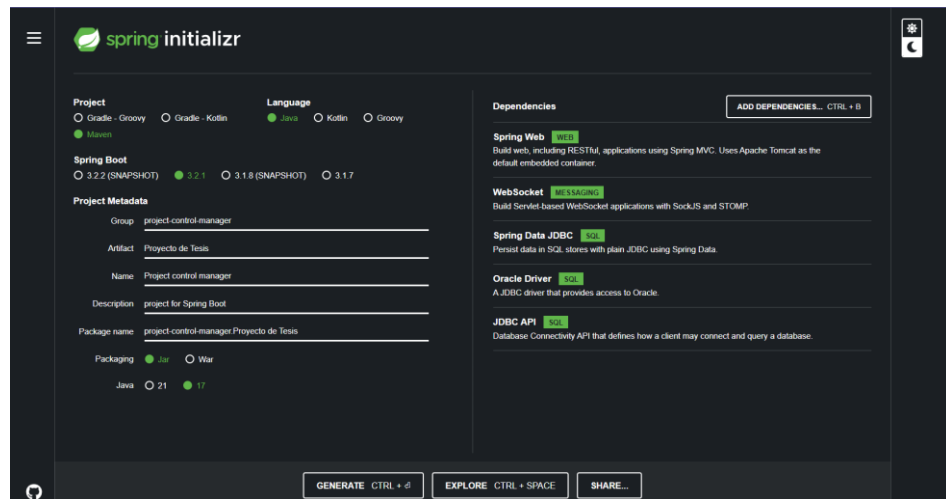 spring initializr
Project
Gradle - Groovy Gradle - Kotlin
Maven
Language
Java Kotlin Groovy
Spring Boot
3.2.2 (SNAPSHOT) 3.2.1 3.1.8 (SNAPSHOT) 3.1.7
Project Metadata
Group project-control-manager
Artifact Proyecto de Tesis
Name Project control manager
Description project for Spring Boot
Package name project-control-manager.Proyecto de Tesis
Packaging Jar War
Java 21 17
Dependencies
ADD DEPENDENCIES... CTRL + B
Spring Web WEB
Build web, including RESTful, applications using Spring MVC. Uses Apache Tomcat as the
default embedded container.
WebSocket MESSAGING
Build Servlet-based WebSocket applications with SockJS and STOMP.
Spring Data JDBC SQL
Persist data in SQL stores with plain JDBC using Spring Data.
Oracle Driver SQL
A JDBC driver that provides access to Oracle.
JDBC API SQL
Database Connectivity API that defines how a client may connect and query a database.
GENERATE CTRL + ⏎
EXPLORE CTRL + SPACE
SHARE...